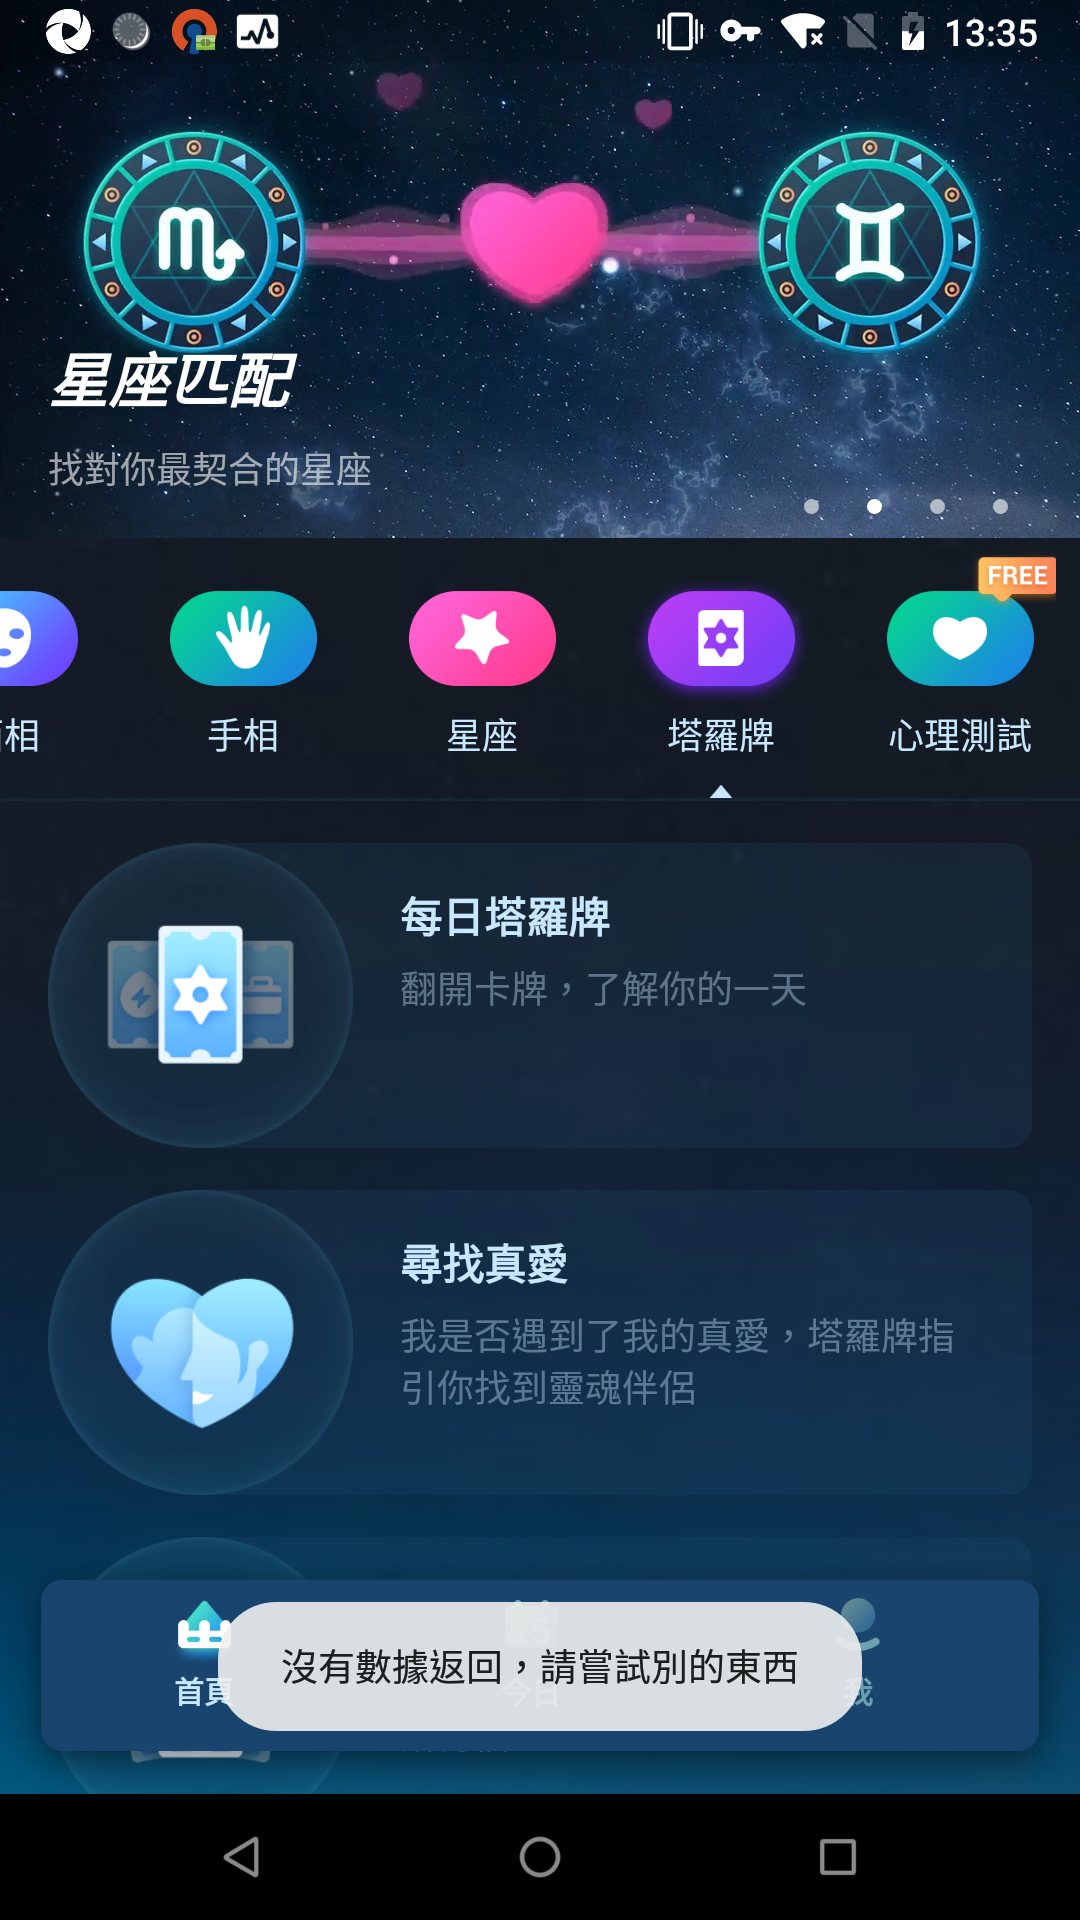 13:35
星座匹配
找對你最契合的星座
FREE
相
手相
星座
塔羅牌
心理測試
每日塔羅牌
翻開卡牌，了解你的一天
尋找真愛
我是否遇到了我的真愛，塔羅牌指
引你找到靈魂伴侶
25
沒有數據返回，請嘗試別的東西
首頁
今日
我